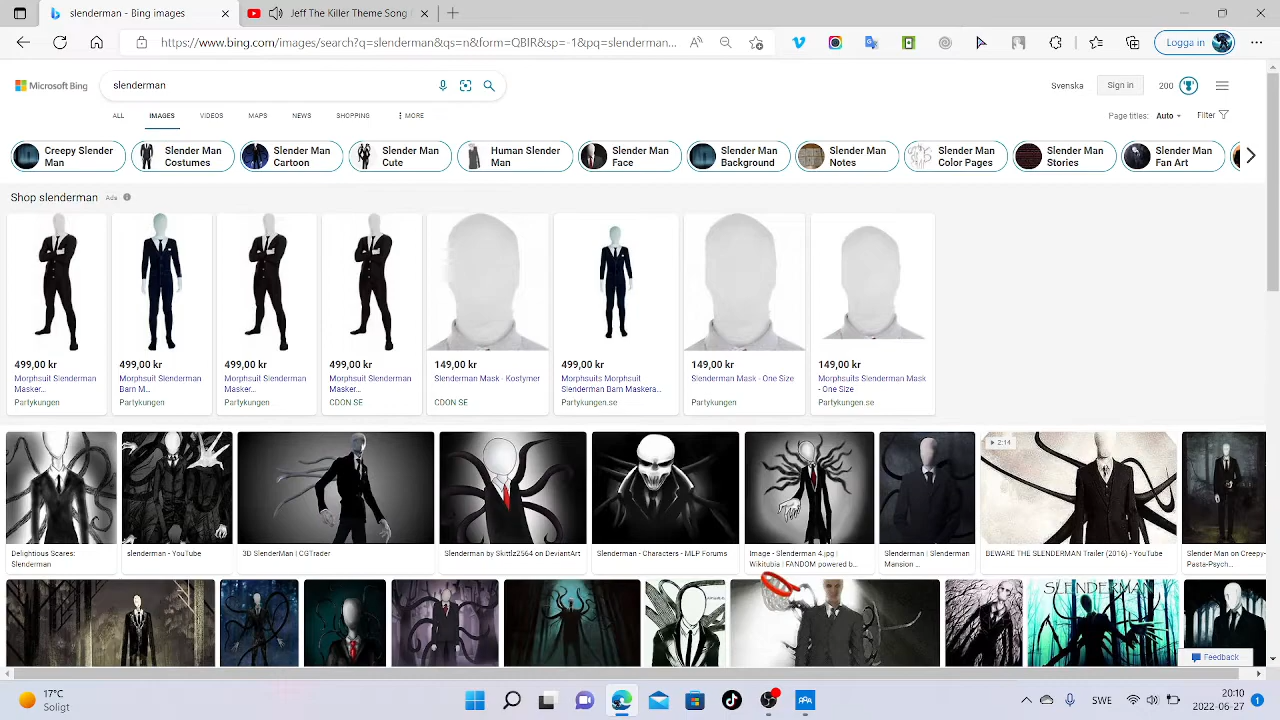 slenderman - Bing images
Jeff The Killer Theme Song
https://www.bing.com/images/search?q=slenderman&qs=n&form=QBIR&sp=-1&pq=slenderman...
Logga in
Microsoft Bing
slenderman
Svenska
Sign in
200
ALL
IMAGES
VIDEOS
MAPS
NEWS
SHOPPING
MORE
Page titles: Auto
Filter
Creepy Slender
Man
Slender Man
Costumes
Slender Man
Cartoon
Slender Man
Cute
Human Slender
Man
Slender Man
Face
Slender Man
Background
Slender Man
Notes
Slender Man
Color Pages
Slender Man
Stories
Slender Man
Fan Art
Shop slenderman Ads
499,00 kr
Morphsuit Slenderman
Masker...
Partykungen
499,00 kr
Morphsuit Slenderman
Barn M...
Partykungen
499,00 kr
Morphsuit Slenderman
Masker...
Partykungen
499,00 kr
Morphsuit Slenderman
Masker...
CDON SE
149,00 kr
Slenderman Mask - Kostymer
CDON SE
499,00 kr
Morphsuits Morphsuit
Slenderman Barn Maskera...
Partykungen.se
149,00 kr
Slenderman Mask - One Size
Partykungen
149,00 kr
Morphsuits Slenderman Mask
- One Size
Partykungen.se
2:14
Delightious Scares:
Slenderman
slenderman - YouTube
3D SlenderMan | CGTrader
Slenderman by Skittlz2564 on DeviantArt
Slenderman - Characters - MLP Forums
Image - Slenderman 4.jpg |
Wikitubia | FANDOM powered b...
Slenderman | Slenderman
Mansion ...
BEWARE THE SLENDERMAN Trailer (2016) - YouTube
Slender Man on Creepy-
Pasta-Psych...
SLENDERMAN
Feedback
17°C
Soligt
SWE
20:10
2022-06-27
1